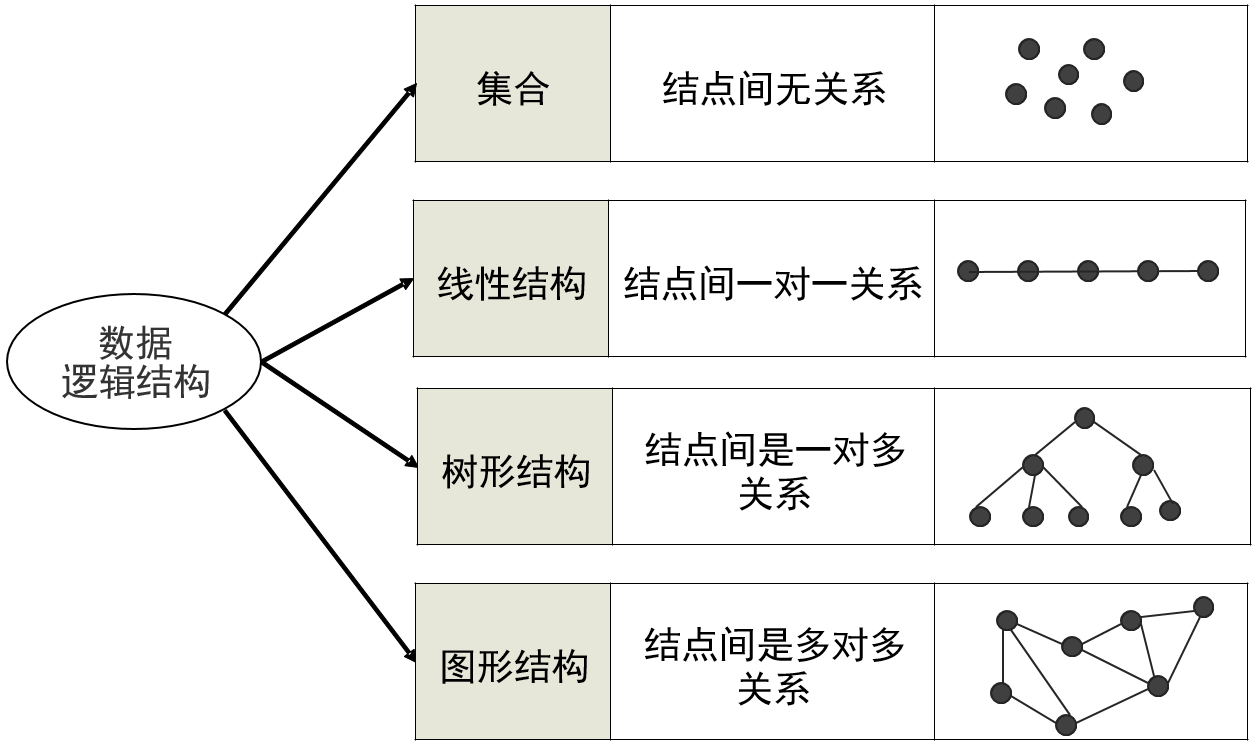 集合
结点间无关系
线性结构
结点间一对一关系
数据
逻辑结构
树形结构
结点间是一对多
关系
图形结构
结点间是多对多
关系